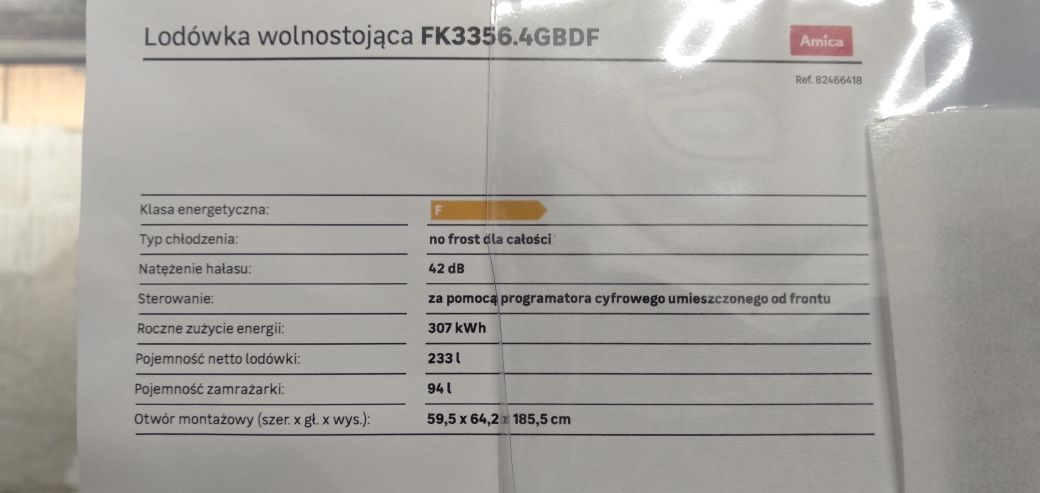 Lodówka wolnostojąca FK3356.4GBDF
Amica
Ref. 82466418
Klasa energetyczna: F
Typ chłodzenia: no frost dla całości
Natężenie hałasu: 42 dB
Sterowanie: za pomocą programatora cyfrowego umieszczonego od frontu
Roczne zużycie energii: 307 kWh
Pojemność netto lodówki: 233 l
Pojemność zamrażarki: 94 l
Otwór montażowy (szer. x gł. x wys.): 59,5 x 64,2 x 185,5 cm